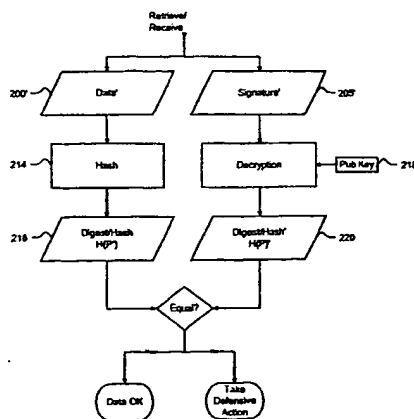 Retrieve/
Receive
200'
Data'
Signature'
205'
214
Hash
Decryption
Pub Key
218
216
Digest/Hash
H(P')
Digest/Hash'
H(P)'
220
Equal?
Data OK
Take
Defensive
Action